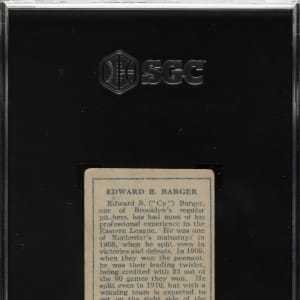 SGC
EDWARD B. BARGER
Edward B. ("Cy") Barger,
one of Brooklyn's regular
pitchers, has had most of his
professional experience in the
Eastern League. He was one
of Rochester's mainstays in
1908, when he split even in
victories and defeats. In 1909,
when they won the pennant,
he was their leading twirler,
being credited with 23 out of
the 90 games they won. He
split even in 1910, but with a
winning team is expected to